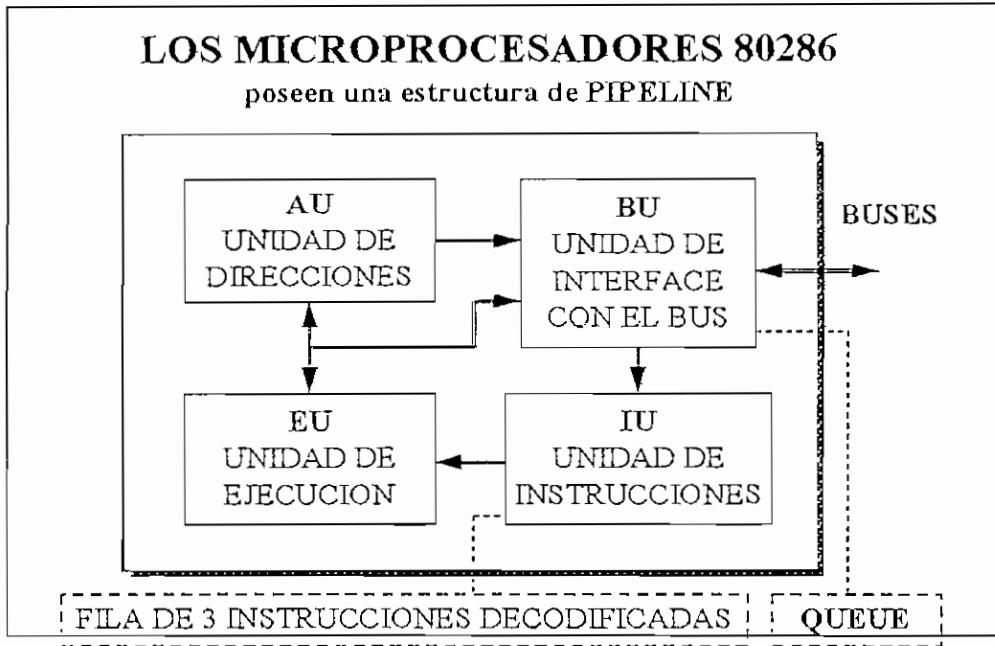 LOS MICROPROCESADORES 80286
poseen una estructura de PIPELINE
AU
UNIDAD DE
DIRECCIONES
BU
UNIDAD DE
INTERFACE
CON EL BUS
BUSES
EU
UNIDAD DE
EJECUCION
IU
UNIDAD DE
INSTRUCCIONES
FILA DE 3 INSTRUCCIONES DECODIFICADAS
QUEUE